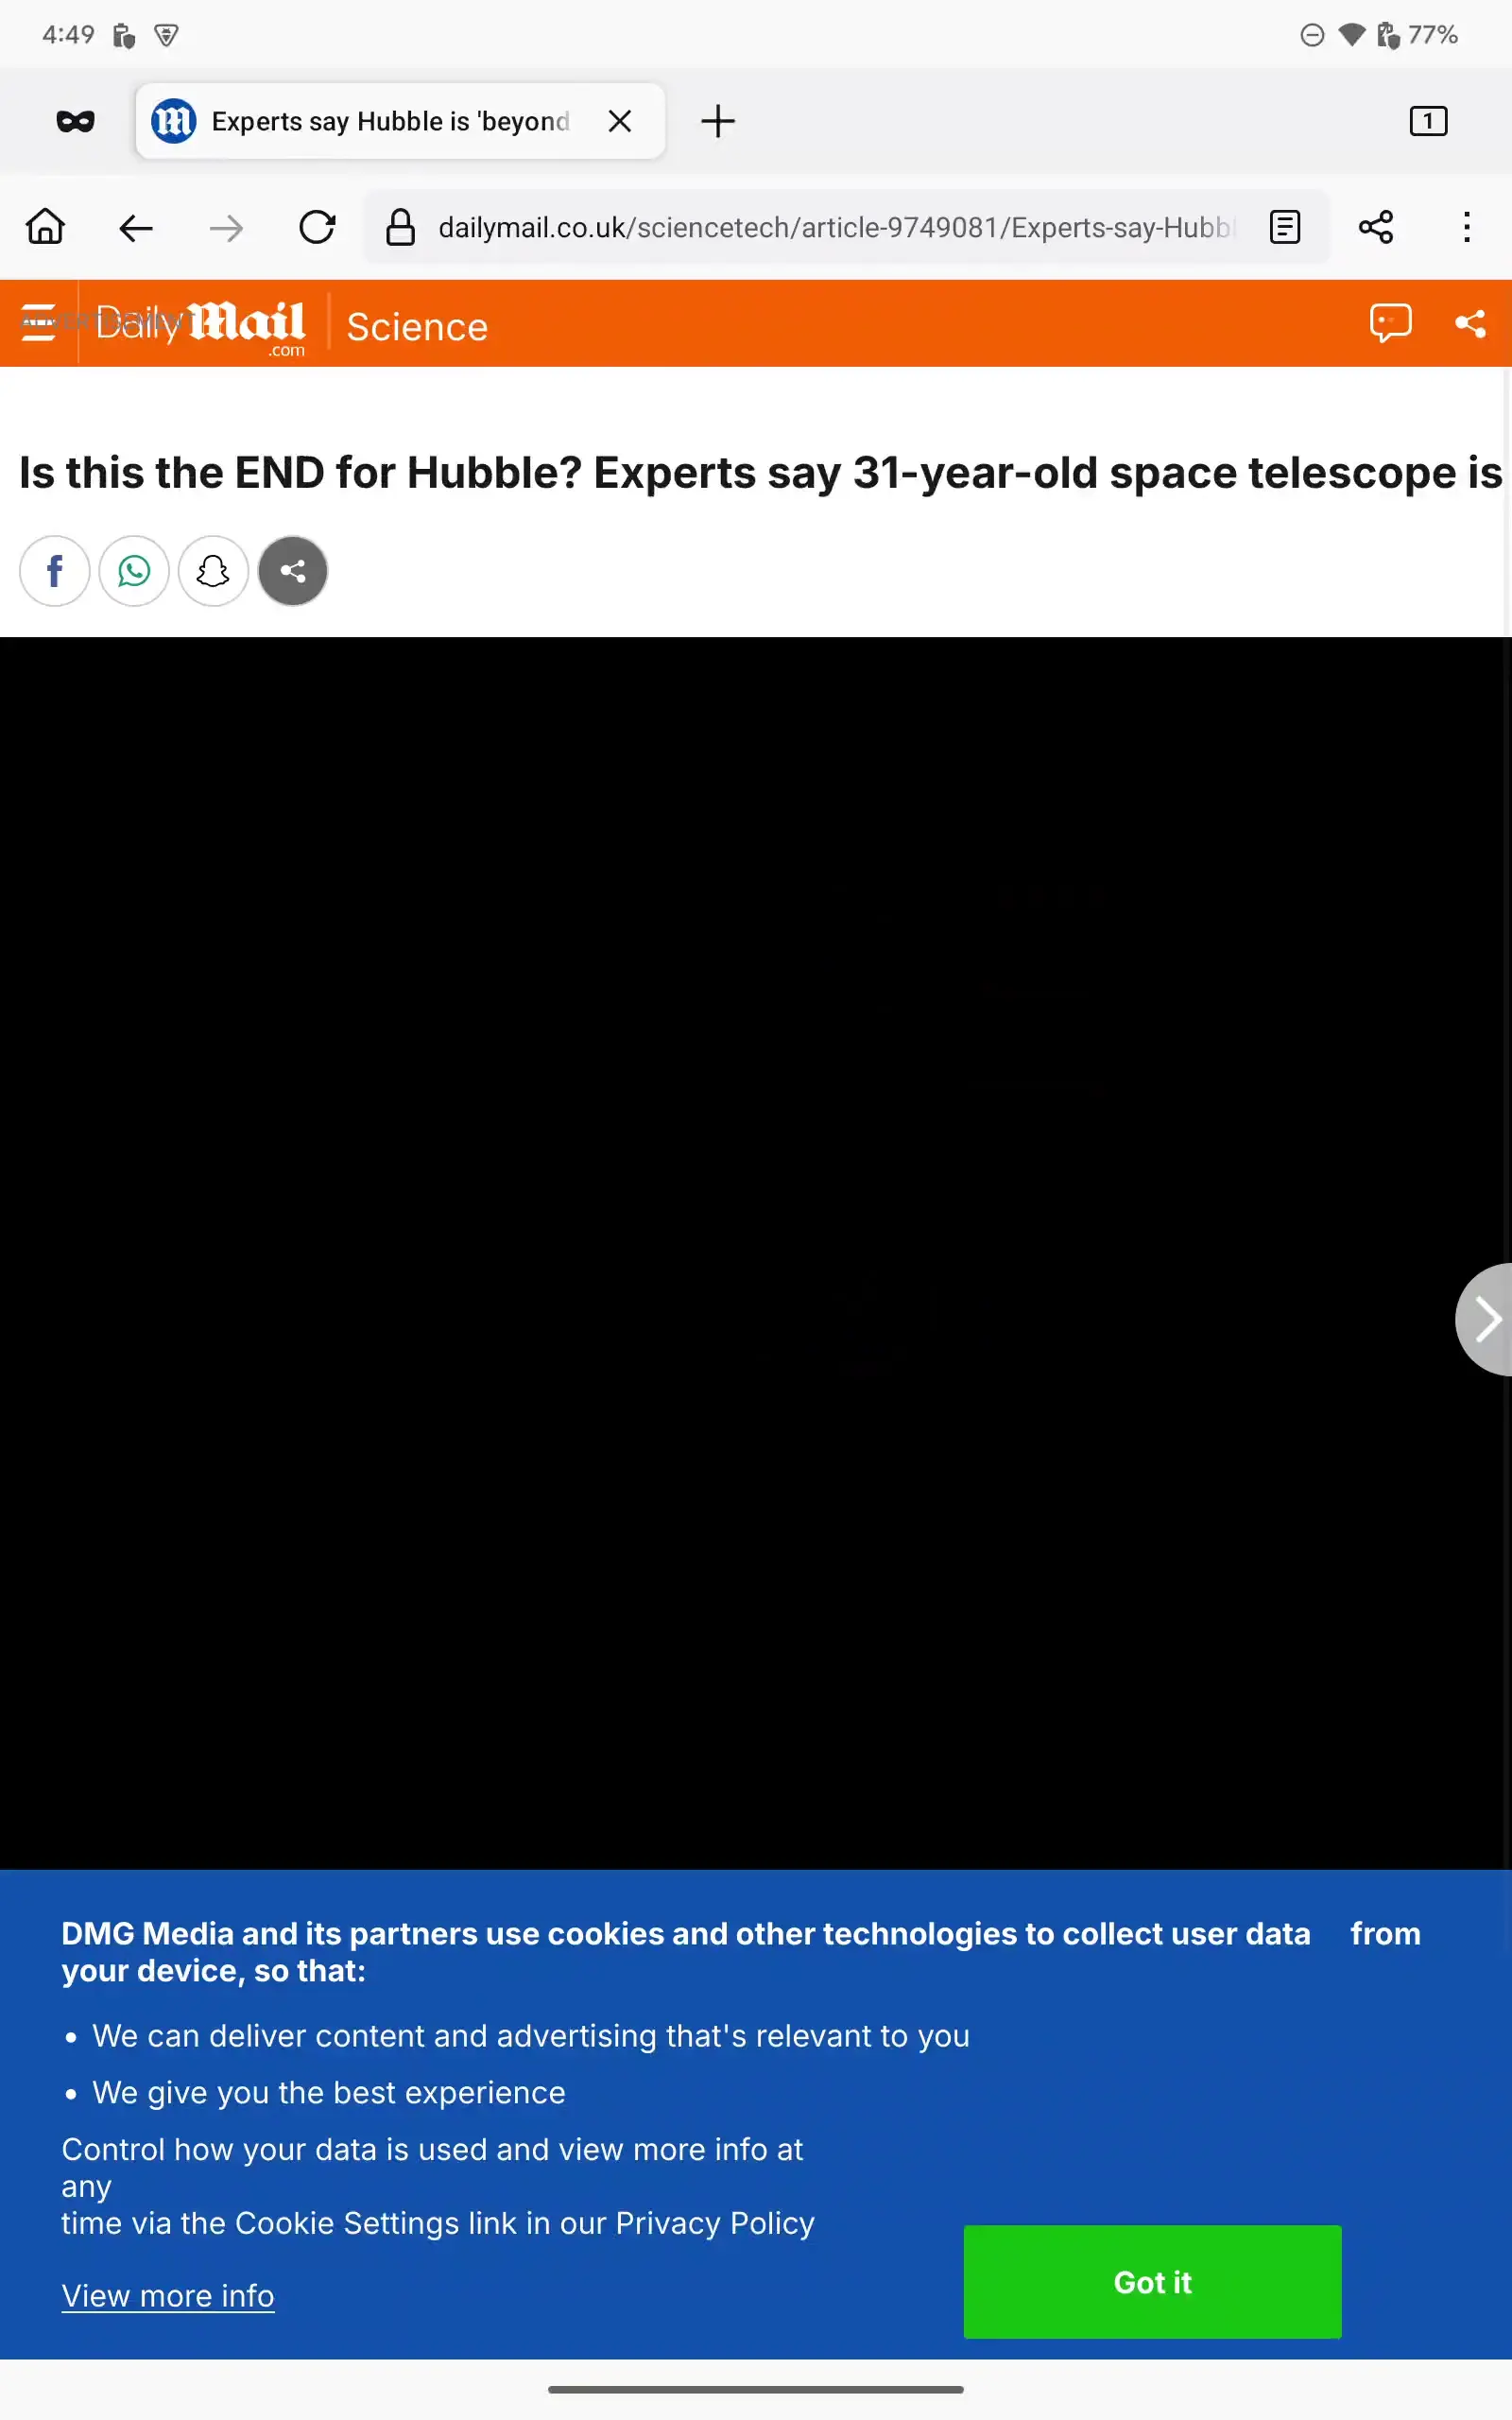 4:49
77%
Experts say Hubble is 'beyond
1
dailymail.co.uk/sciencetech/article-9749081/Experts-say-Hubbl
ADVERTISEMENT
Daily Mail
.com
Science
Is this the END for Hubble? Experts say 31-year-old space telescope is
DMG Media and its partners use cookies and other technologies to collect user data from
your device, so that:
• We can deliver content and advertising that's relevant to you
• We give you the best experience
Control how your data is used and view more info at
any
time via the Cookie Settings link in our Privacy Policy
View more info
Got it